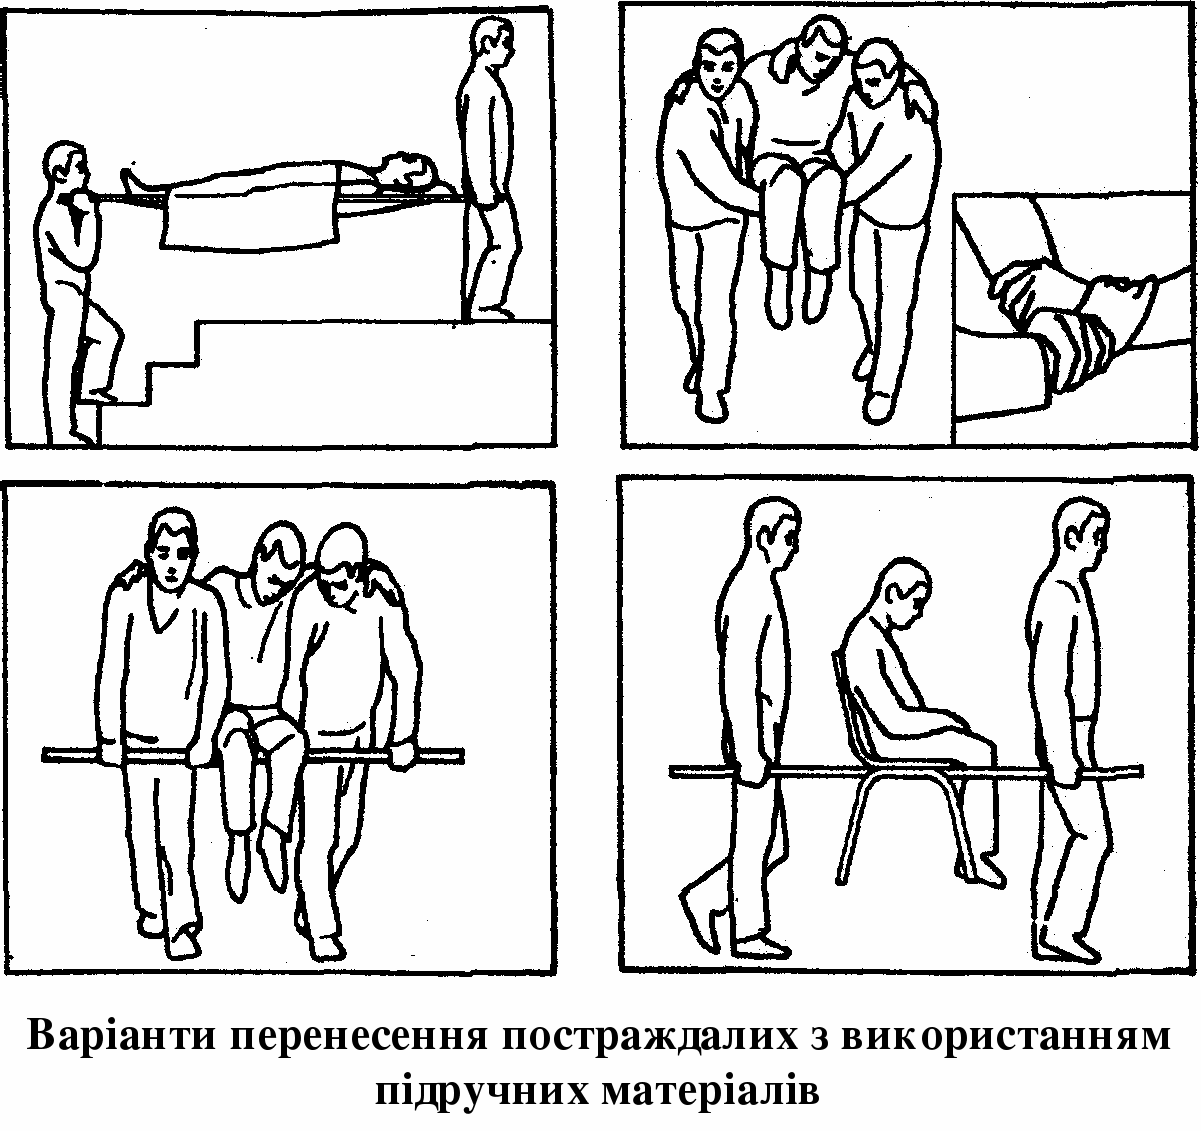 Варіанти перенесення постраждалих з використанням
підручних матеріалів